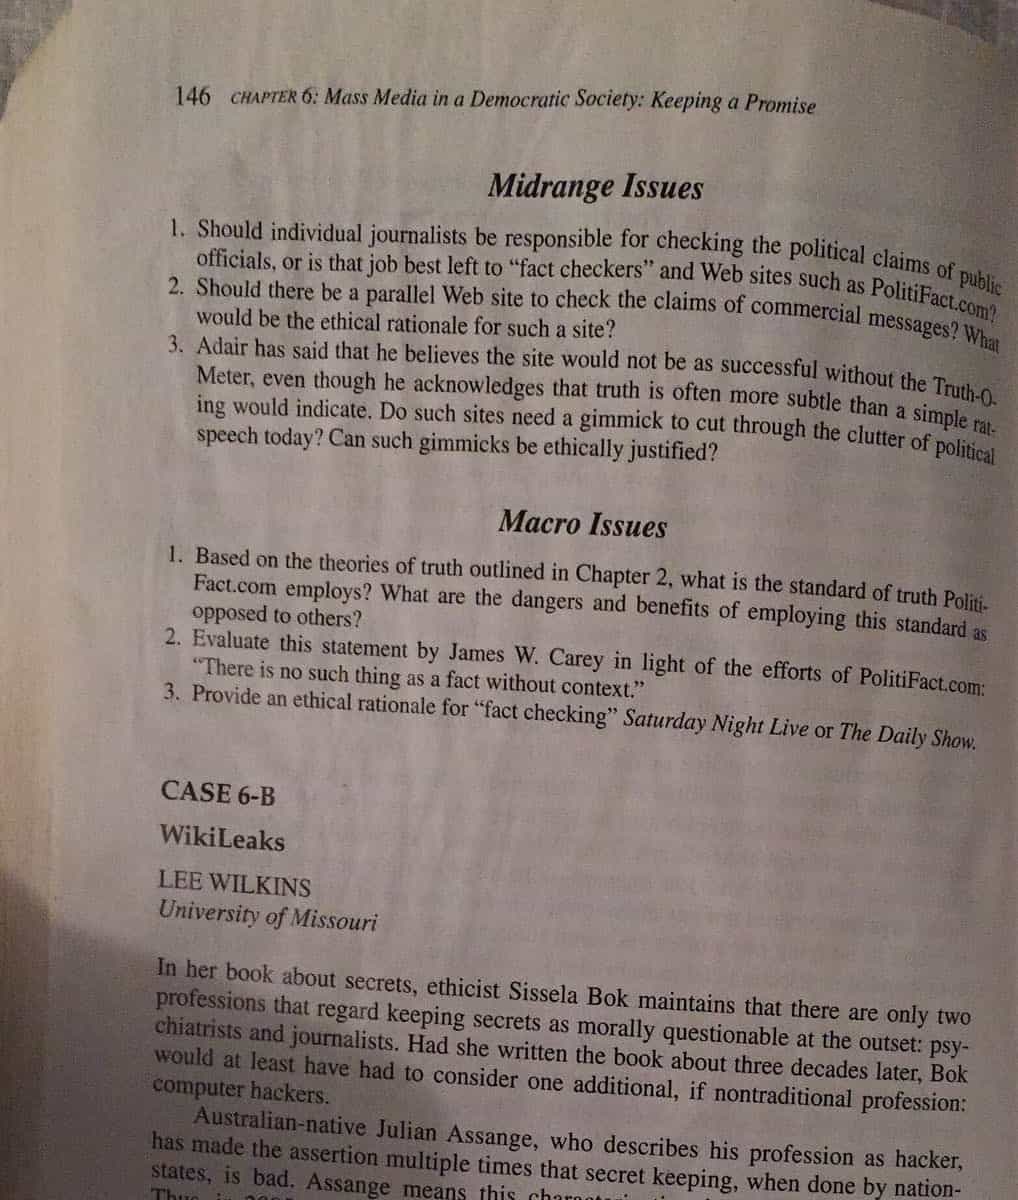 146 CHAPTER 6: Mass Media in a Democratic Society: Keeping a Promise
Midrange Issues
1. Should individual journalists be responsible for checking the political claims of public
officials, or is that job best left to “fact checkers” and Web sites such as PolitiFact.com?
2. Should there be a parallel Web site to check the claims of commercial messages? What
would be the ethical rationale for such a site?
3. Adair has said that he believes the site would not be as successful without the Truth-O-
Meter, even though he acknowledges that truth is often more subtle than a simple rat-
ing would indicate. Do such sites need a gimmick to cut through the clutter of political
speech today? Can such gimmicks be ethically justified?
Macro Issues
1. Based on the theories of truth outlined in Chapter 2, what is the standard of truth Politi-
Fact.com employs? What are the dangers and benefits of employing this standard as
opposed to others?
2. Evaluate this statement by James W. Carey in light of the efforts of PolitiFact.com:
“There is no such thing as a fact without context.”
3. Provide an ethical rationale for “fact checking” Saturday Night Live or The Daily Show.
CASE 6-B
WikiLeaks
LEE WILKINS
University of Missouri
In her book about secrets, ethicist Sissela Bok maintains that there are only two
professions that regard keeping secrets as morally questionable at the outset: psy-
chiatrists and journalists. Had she written the book about three decades later, Bok
would at least have had to consider one additional, if nontraditional profession:
computer hackers.
Australian-native Julian Assange, who describes his profession as hacker,
has made the assertion multiple times that secret keeping, when done by nation-
states, is bad. Assange means this